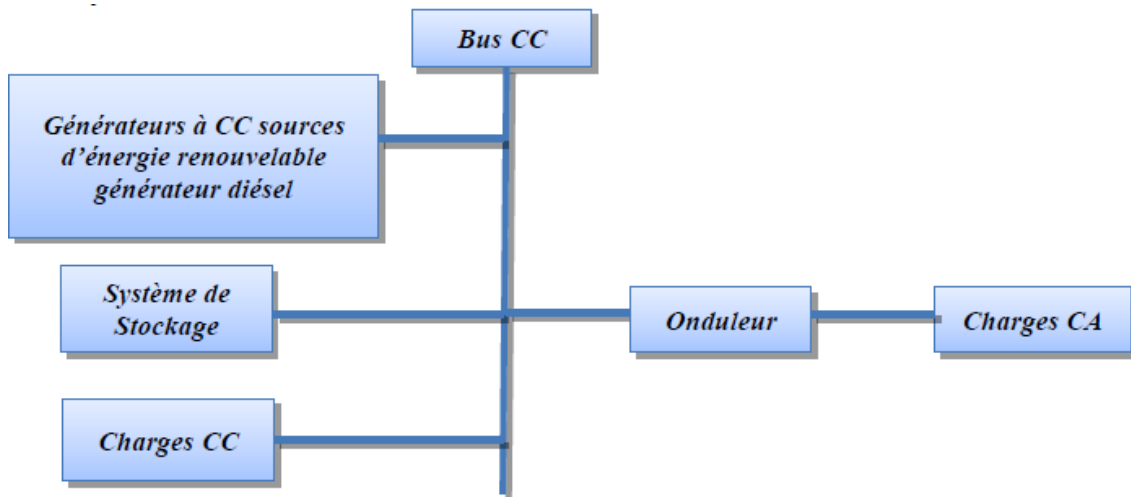 Bus CC
Générateurs à CC sources
d'énergie renouvelable
générateur diésel
Système de
Stockage
Onduleur
Charges CA
Charges CC